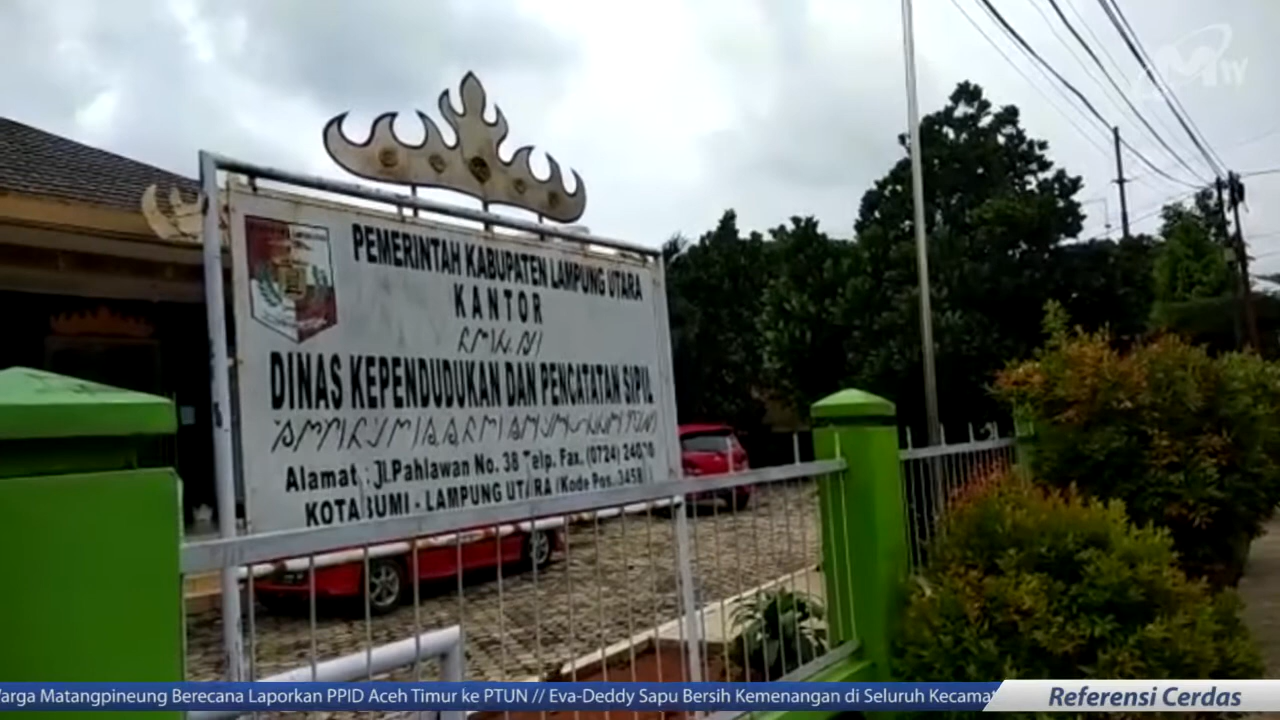 PEMERINTAH KABUPATEN LAMPUNG UTARA
KANTOR
DINAS KEPENDUDUKAN DAN PENCATATAN SIPIL
Alamat : Jl.Pahlawan No. 38 Telp. Fax. (0724)
KOTABUMI - LAMPUNG UTARA (Kode Pos.
Warga Matangpineung Berecana Laporkan PPID Aceh Timur ke PTUN // Eva-Deddy Sapu Bersih Kemenangan di Seluruh Kecamat
Referensi Cerdas